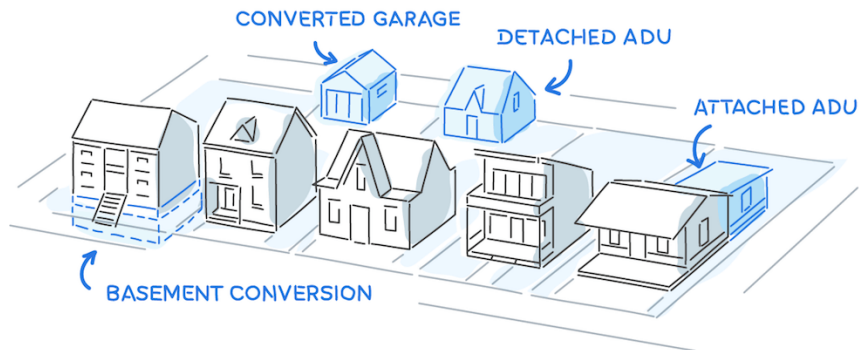 CONVERTED GARAGE
DETACHED ADU
ATTACHED ADU
BASEMENT CONVERSION